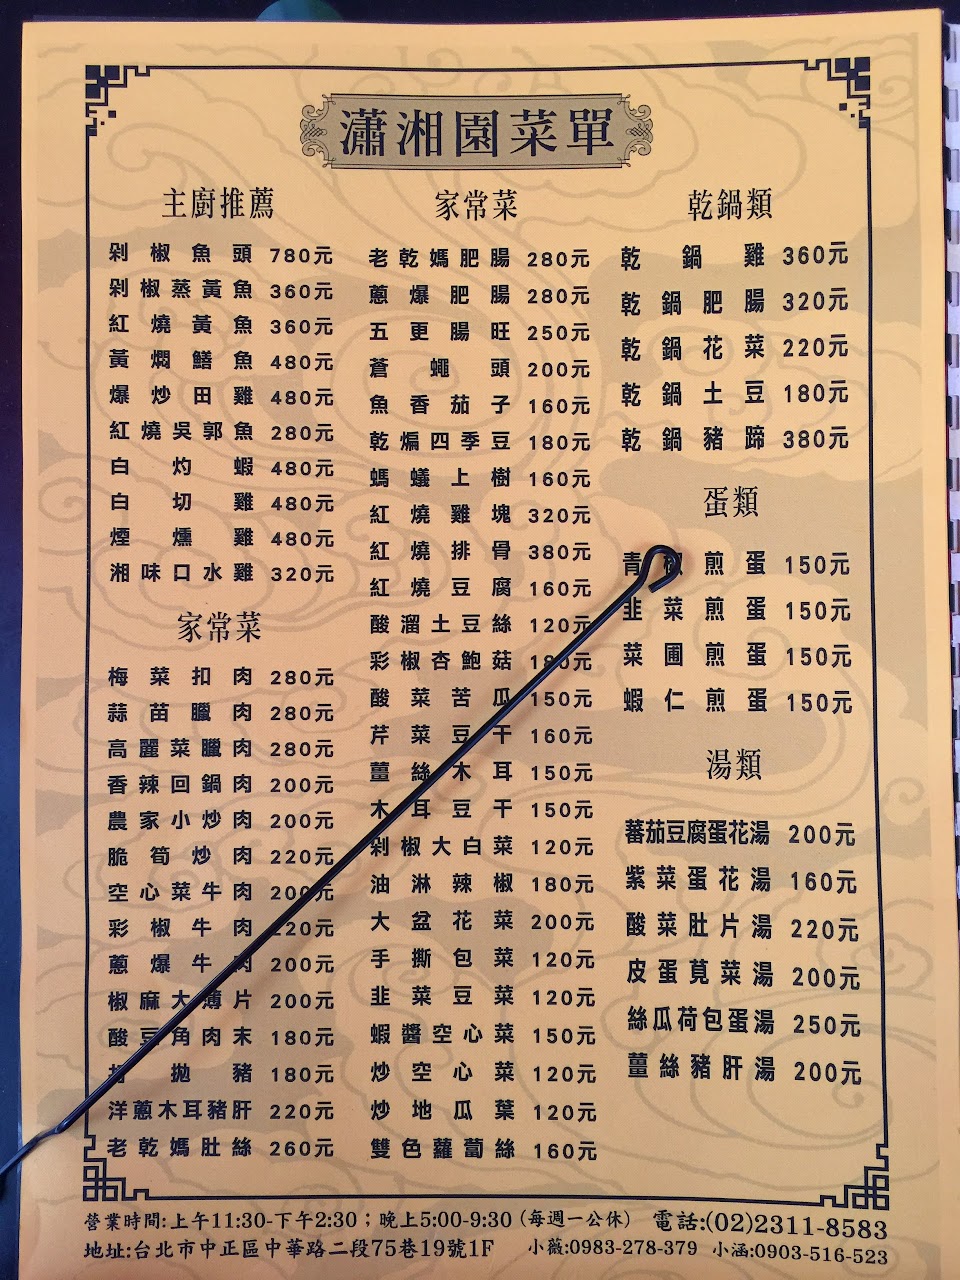 瀟湘園菜單
主廚推薦
剁椒魚頭 780元
剁椒蒸黃魚 360元
紅燒黃魚 360元
黃燜鱔魚 480元
爆炒田雞 480元
紅燒吳郭魚 280元
白灼蝦 480元
白切雞 480元
煙燻雞 480元
湘味口水雞 320元
家常菜
梅菜扣肉 280元
蒜苗臘肉 280元
高麗菜臘肉 280元
香辣回鍋肉 200元
農家小炒肉 200元
脆筍炒肉 220元
空心菜牛肉 200元
彩椒牛肉 220元
蔥爆牛肉 200元
椒麻大薄片 200元
酸豆角肉末 180元
拋豬 180元
洋蔥木耳豬肝 220元
老乾媽肚絲 260元
家常菜
老乾媽肥腸 280元
蔥爆肥腸 280元
五更腸旺 250元
蒼蠅頭 200元
魚香茄子 160元
乾煸四季豆 180元
螞蟻上樹 160元
紅燒雞塊 320元
紅燒排骨 380元
紅燒豆腐 160元
酸溜土豆絲 120元
彩椒杏鮑菇 180元
酸菜苦瓜 150元
芹菜豆干 160元
薑絲木耳 150元
木耳豆干 150元
剁椒大白菜 120元
油淋辣椒 180元
大盆花菜 200元
手撕包菜 120元
韭菜豆菜 120元
蝦醬空心菜 150元
炒空心菜 120元
炒地瓜葉 120元
雙色蘿蔔絲 160元
乾鍋類
乾鍋雞 360元
乾鍋肥腸 320元
乾鍋花菜 220元
乾鍋土豆 180元
乾鍋豬蹄 380元
蛋類
青椒煎蛋 150元
韭菜煎蛋 150元
菜圃煎蛋 150元
蝦仁煎蛋 150元
湯類
蕃茄豆腐蛋花湯 200元
紫菜蛋花湯 160元
酸菜肚片湯 220元
皮蛋莧菜湯 200元
絲瓜荷包蛋湯 250元
薑絲豬肝湯 200元
營業時間:上午11:30-下午2:30；晚上5:00-9:30 (每週一公休) 電話:(02)2311-8583
地址:台北市中正區中華路二段75巷19號1F 小薇:0983-278-379 小涵:0903-516-523